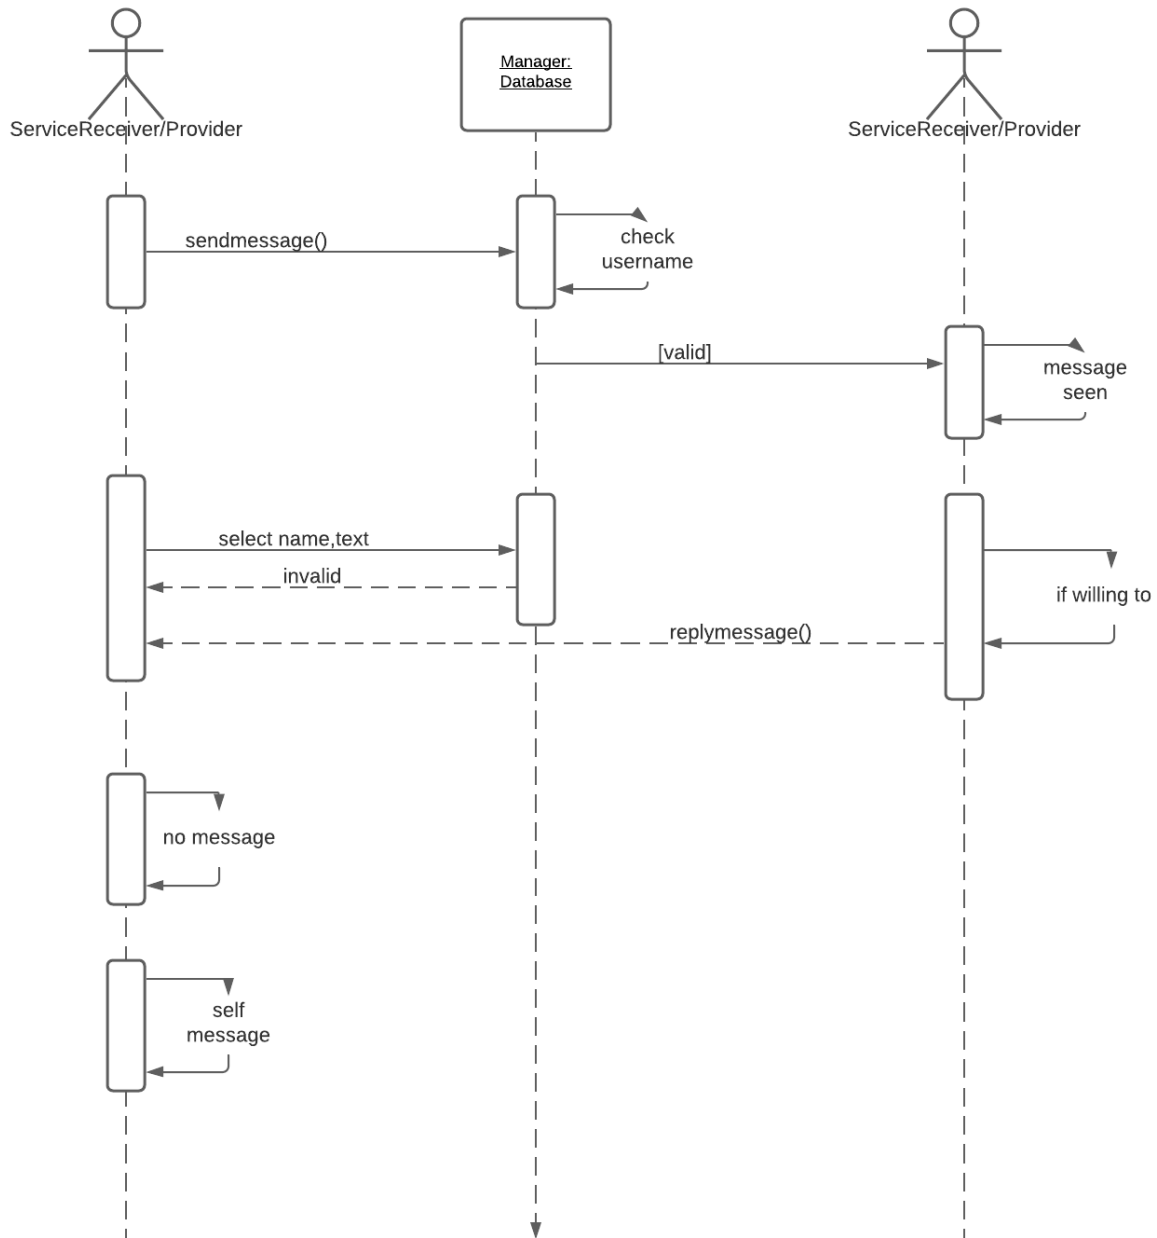 ServiceReceiver/Provider
Manager:
Database
ServiceReceiver/Provider
sendmessage()
check
username
[valid]
message
seen
select name,text
invalid
if willing to
replymessage()
no message
self
message